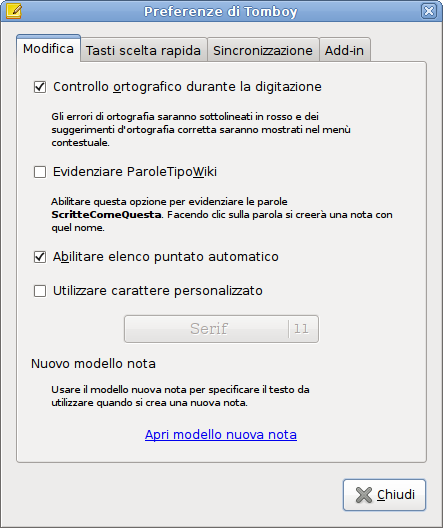 Preferenze di Tomboy
Modifica Tasti scelta rapida Sincronizzazione Add-in
Controllo ortografico durante la digitazione
Gli errori di ortografia saranno sottolineati in rosso e dei
suggerimenti d'ortografia corretta saranno mostrati nel menù
contestuale.
Evidenziare ParoleTipoWiki
Abilitare questa opzione per evidenziare le parole
ScritteComeQuesta. Facendo clic sulla parola si creerà una nota con
quel nome.
Abilitare elenco puntato automatico
Utilizzare carattere personalizzato
Serif 11
Nuovo modello nota
Usare il modello nuova nota per specificare il testo da
utilizzare quando si crea una nuova nota.
Apri modello nuova nota
Chiudi